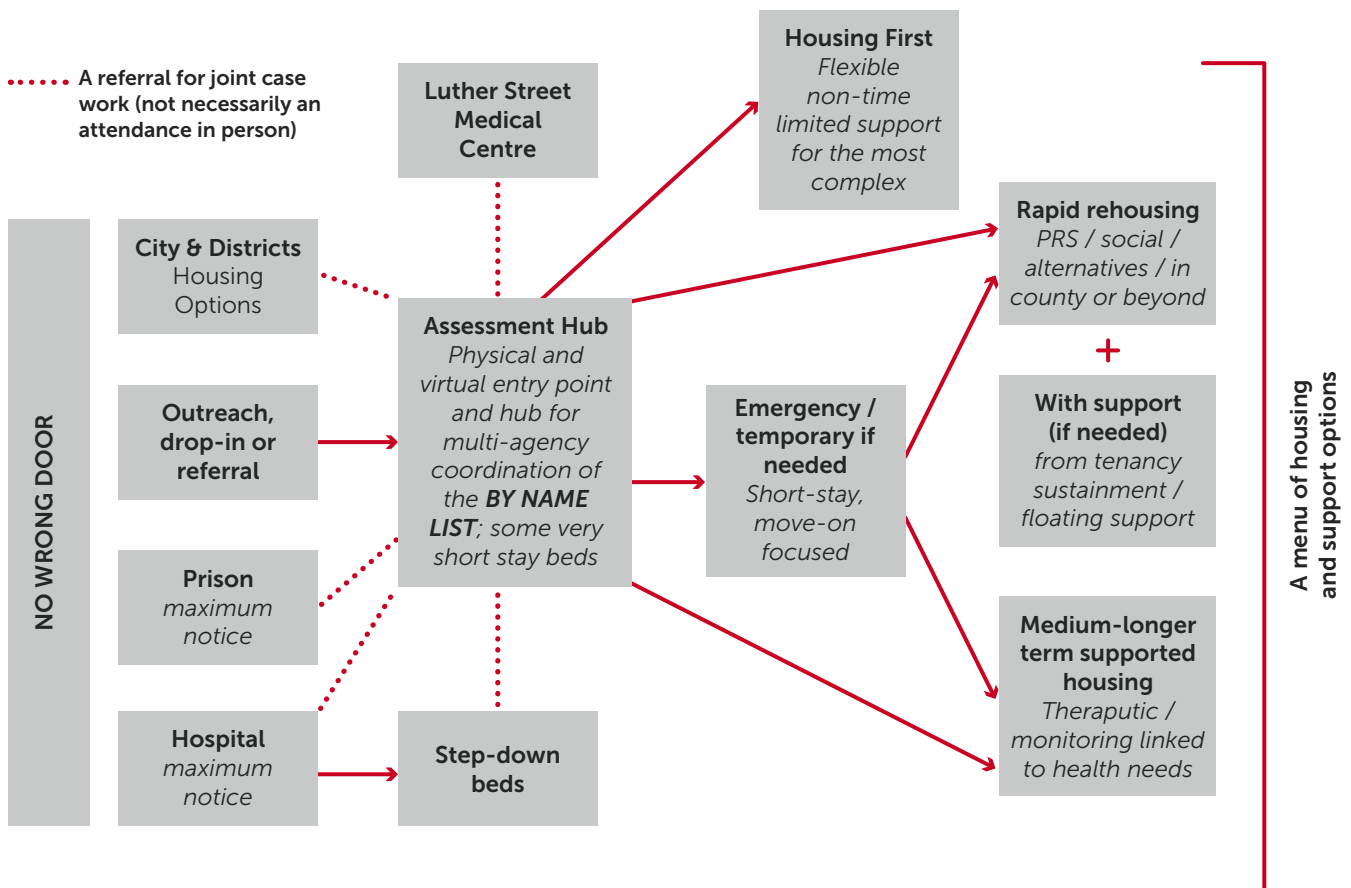 A referral for joint case
work (not necessarily an
attendance in person)
NO WRONG DOOR
City & Districts
Housing
Options
Outreach,
drop-in or
referral
Prison
maximum
notice
Hospital
maximum
notice
Luther Street
Medical
Centre
Assessment Hub
Physical and
virtual entry point
and hub for
multi-agency
coordination of
the BY NAME
LIST; some very
short stay beds
Step-down
beds
Housing First
Flexible
non-time
limited support
for the most
complex
Emergency /
temporary if
needed
Short-stay,
move-on
focused
Rapid rehousing
PRS / social /
alternatives / in
county or beyond
+
With support
(if needed)
from tenancy
sustainment /
floating support
Medium-longer
term supported
housing
Theraputic /
monitoring linked
to health needs
A menu of housing
and support options